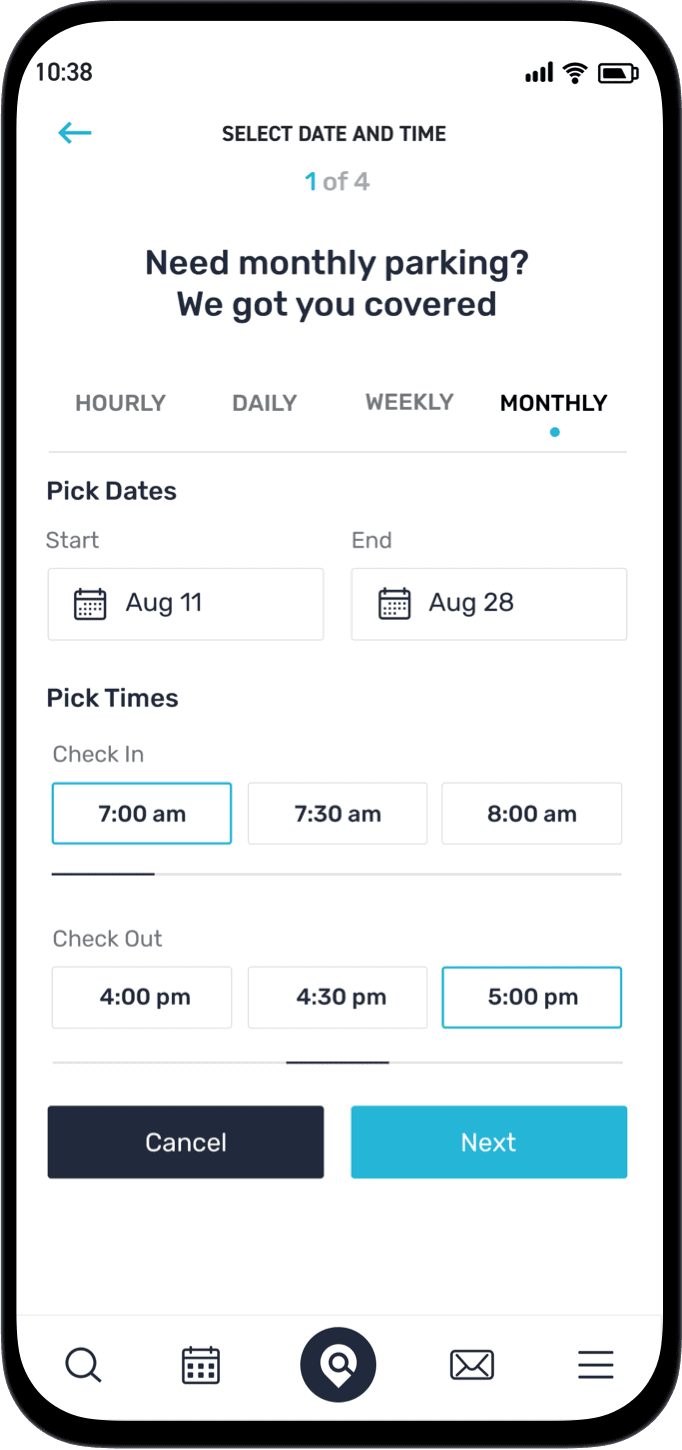 10:38
SELECT DATE AND TIME
1 of 4
Need monthly parking?
We got you covered
HOURLY DAILY WEEKLY MONTHLY
Pick Dates
Start End
Aug 11 Aug 28
Pick Times
Check In
7:00 am 7:30 am 8:00 am
Check Out
4:00 pm 4:30 pm 5:00 pm
Cancel Next